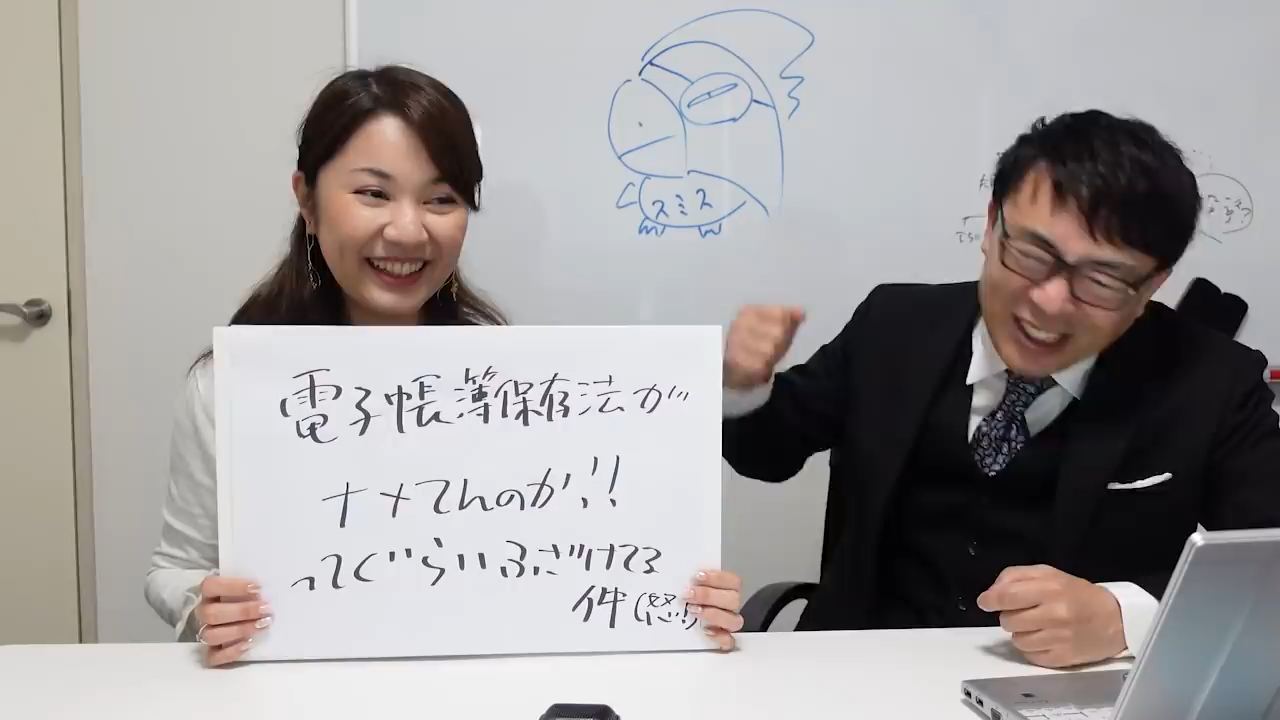 スミス
電子帳簿保存法が
ナメてんのか!!
ってぐらいふざけてる
件(怒)